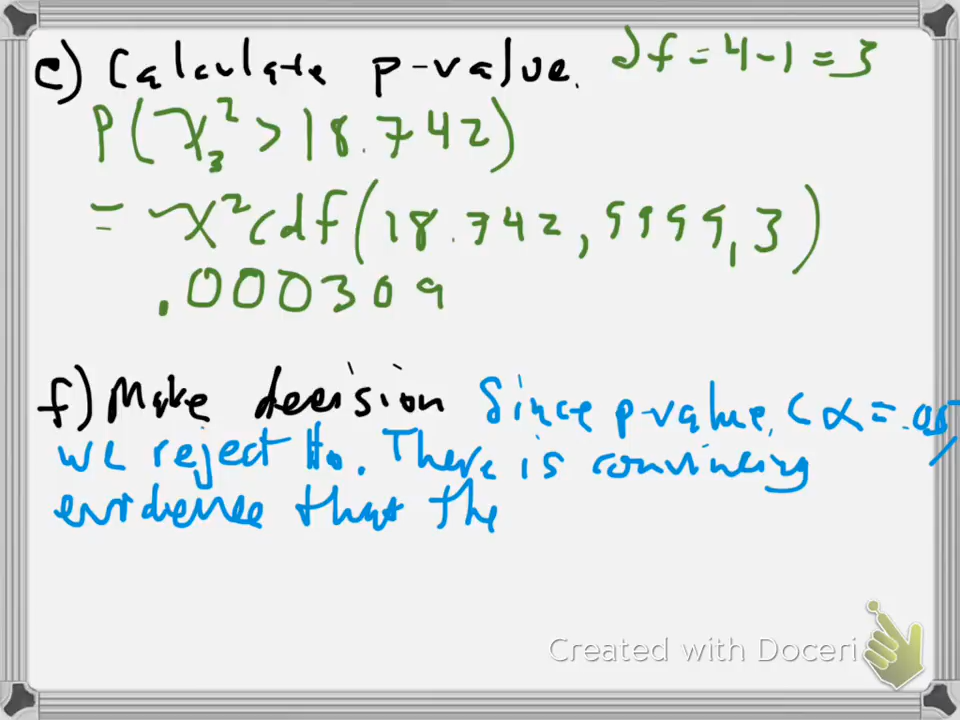 e) Calculate p-value. df = 4-1 = 3
P(χ²₃ > 18.742)
= χ²cdf(18.742, 9999, 3)
.000309
f) Make decision Since p-value < α = .05,
we reject H₀. There is convincing
evidence that the
Created with Doceri